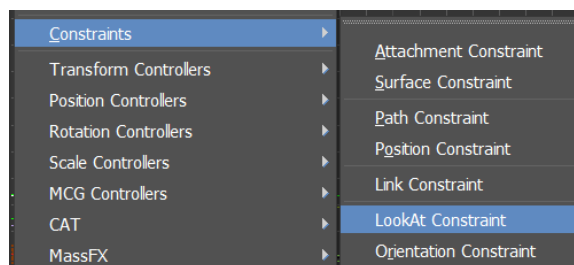 Constraints
Transform Controllers
Position Controllers
Rotation Controllers
Scale Controllers
MCG Controllers
CAT
MassFX
Attachment Constraint
Surface Constraint
Path Constraint
Position Constraint
Link Constraint
LookAt Constraint
Orientation Constraint